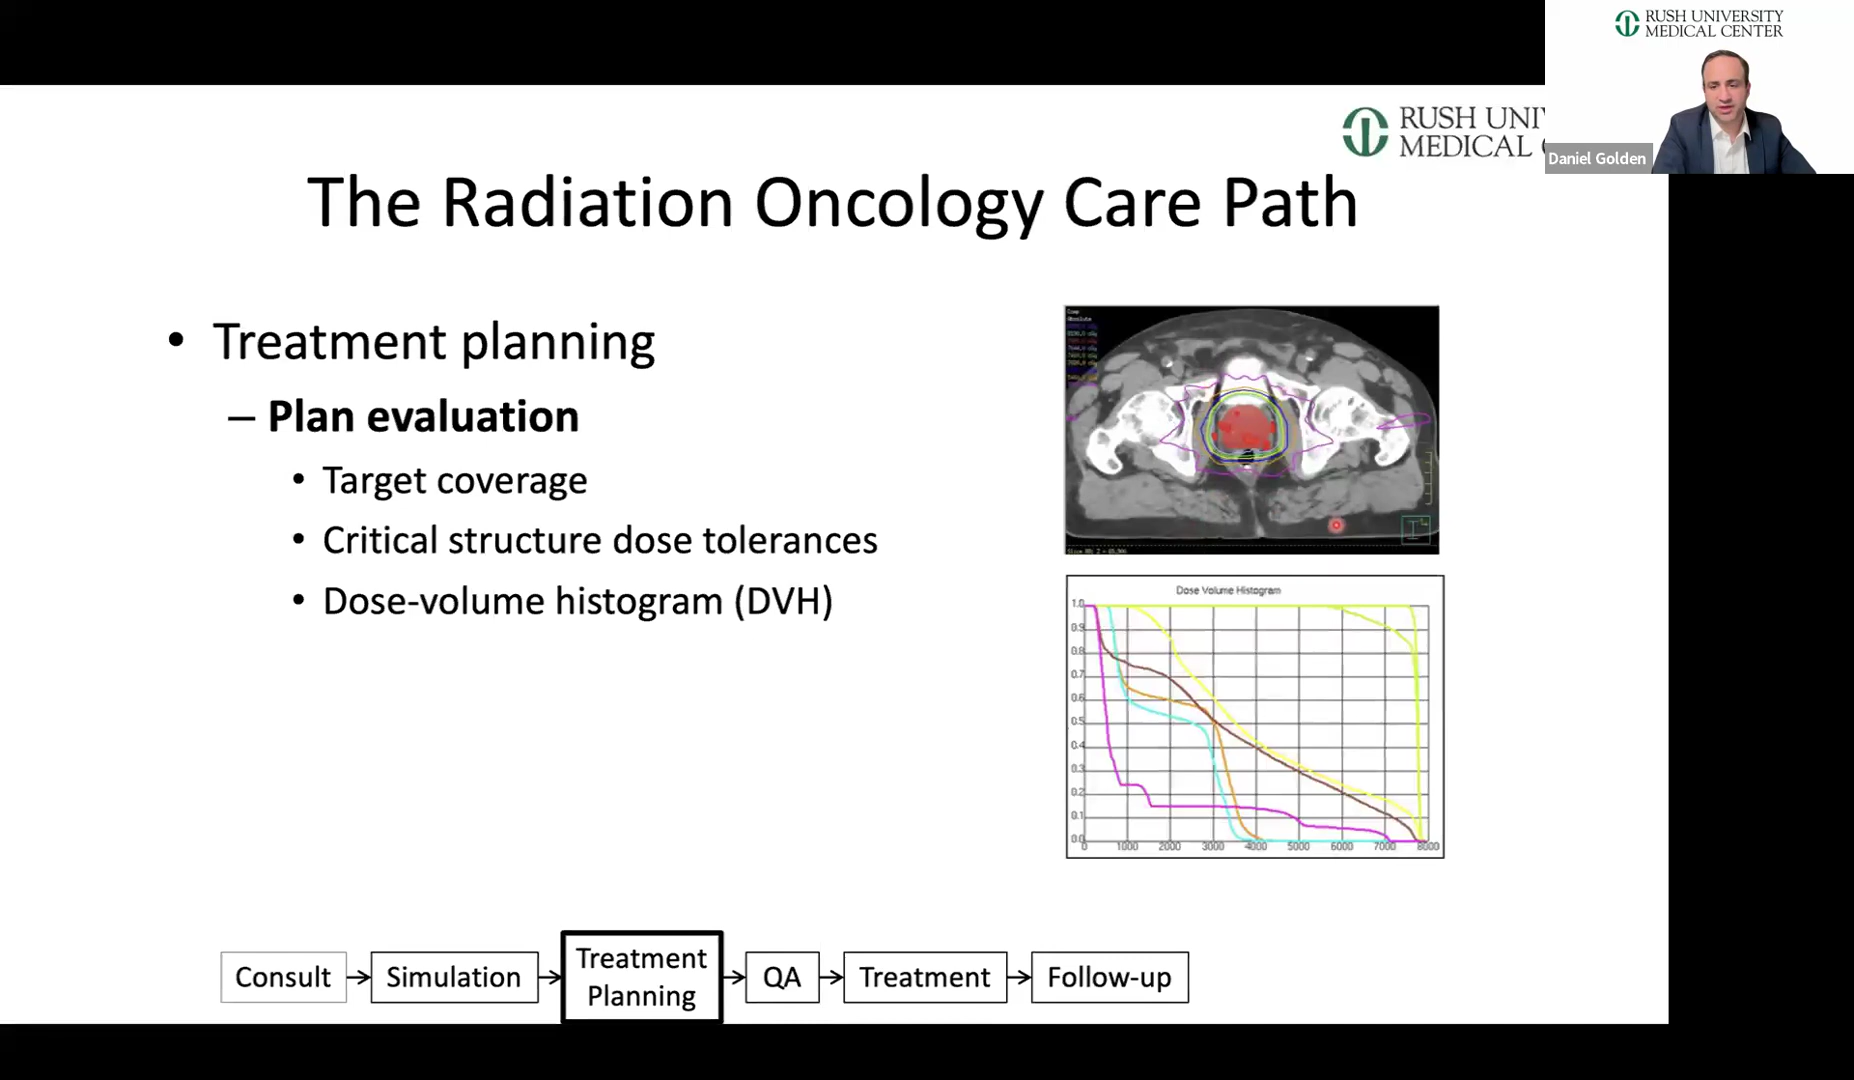 RUSH UNIVERSITY
MEDICAL CENTER
Daniel Golden
RUSH UNI
MEDICAL
The Radiation Oncology Care Path
• Treatment planning
– Plan evaluation
• Target coverage
• Critical structure dose tolerances
• Dose-volume histogram (DVH)
Dose Volume Histogram
1.0
0.9
0.8
0.7
0.6
0.5
0.4
0.3
0.2
0.1
0.0
0 1000 2000 3000 4000 5000 6000 7000 8000
Consult
Simulation
Treatment
Planning
QA
Treatment
Follow-up